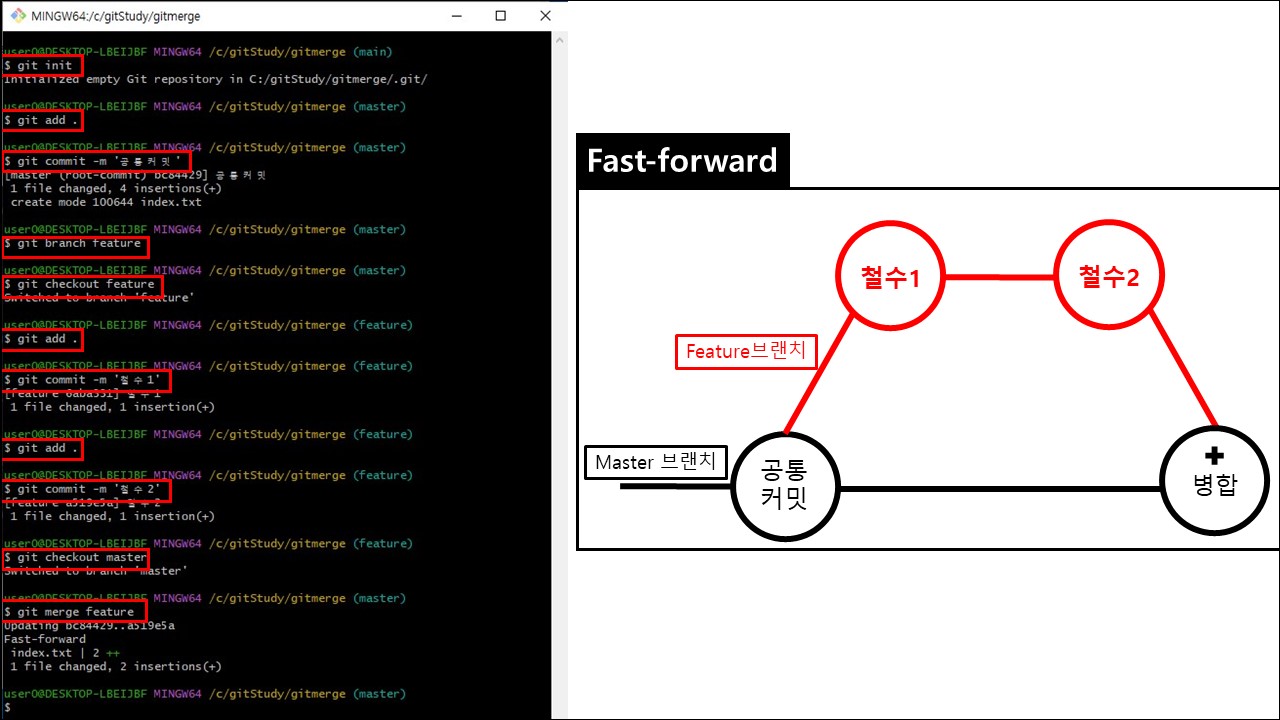 MINGW64:/c/gitStudy/gitmerge
user0@DESKTOP-LBEIJBF MINGW64 /c/gitStudy/gitmerge (main)
$ git init
Initialized empty Git repository in C:/gitStudy/gitmerge/.git/
user0@DESKTOP-LBEIJBF MINGW64 /c/gitStudy/gitmerge (master)
$ git add .
user0@DESKTOP-LBEIJBF MINGW64 /c/gitStudy/gitmerge (master)
$ git commit -m '공통커밋'
[master (root-commit) bc84429] 공통커밋
1 file changed, 4 insertions(+)
create mode 100644 index.txt
user0@DESKTOP-LBEIJBF MINGW64 /c/gitStudy/gitmerge (master)
$ git branch feature
user0@DESKTOP-LBEIJBF MINGW64 /c/gitStudy/gitmerge (master)
$ git checkout feature
Switched to branch 'feature'
user0@DESKTOP-LBEIJBF MINGW64 /c/gitStudy/gitmerge (feature)
$ git add .
user0@DESKTOP-LBEIJBF MINGW64 /c/gitStudy/gitmerge (feature)
$ git commit -m '철수1'
[feature 6aba331] 철수1
1 file changed, 1 insertion(+)
user0@DESKTOP-LBEIJBF MINGW64 /c/gitStudy/gitmerge (feature)
$ git add .
user0@DESKTOP-LBEIJBF MINGW64 /c/gitStudy/gitmerge (feature)
$ git commit -m '철수2'
[feature a519e5a] 철수2
1 file changed, 1 insertion(+)
user0@DESKTOP-LBEIJBF MINGW64 /c/gitStudy/gitmerge (feature)
$ git checkout master
Switched to branch 'master'
user0@DESKTOP-LBEIJBF MINGW64 /c/gitStudy/gitmerge (master)
$ git merge feature
Updating bc84429..a519e5a
Fast-forward
index.txt | 2 ++
1 file changed, 2 insertions(+)
user0@DESKTOP-LBEIJBF MINGW64 /c/gitStudy/gitmerge (master)
$
Fast-forward
철수1
철수2
Feature브랜치
Master 브랜치
공통
커밋
+
병합